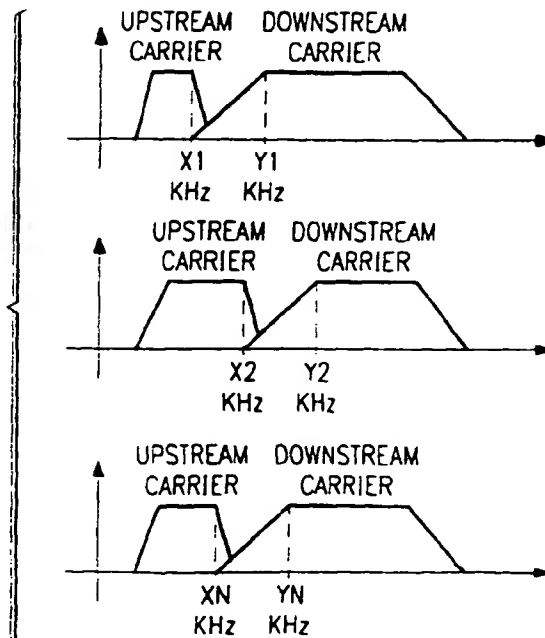 UPSTREAM DOWNSTREAM
CARRIER CARRIER
X1 Y1
KHz KHz
UPSTREAM DOWNSTREAM
CARRIER CARRIER
X2 Y2
KHz KHz
UPSTREAM DOWNSTREAM
CARRIER CARRIER
XN YN
KHz KHz